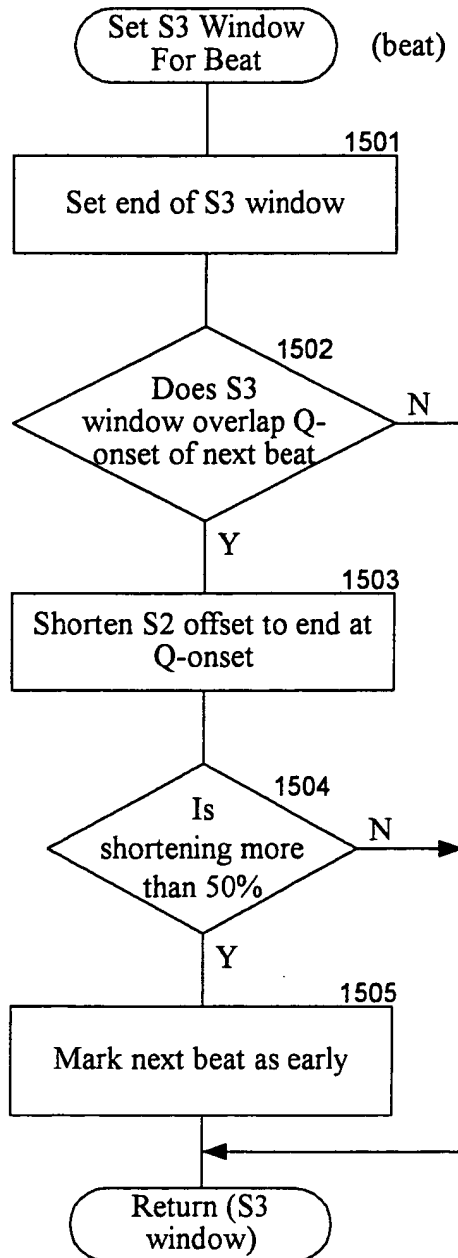 Set S3 Window
For Beat
(beat)
1501
Set end of S3 window
1502
Does S3
window overlap Q-
onset of next beat
N
Y
1503
Shorten S2 offset to end at
Q-onset
1504
Is
shortening more
than 50%
N
Y
1505
Mark next beat as early
Return (S3
window)